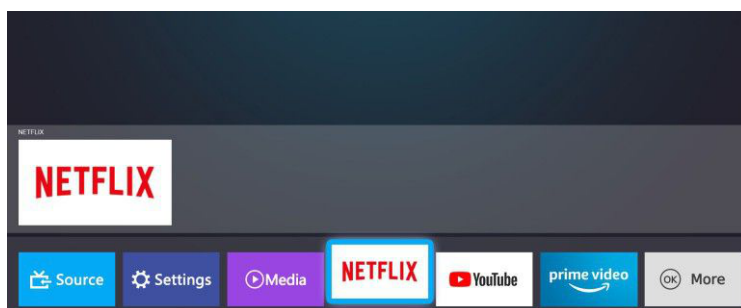 NETFLIX
NETFLIX
Source
Settings
Media
NETFLIX
YouTube
prime video
OK More